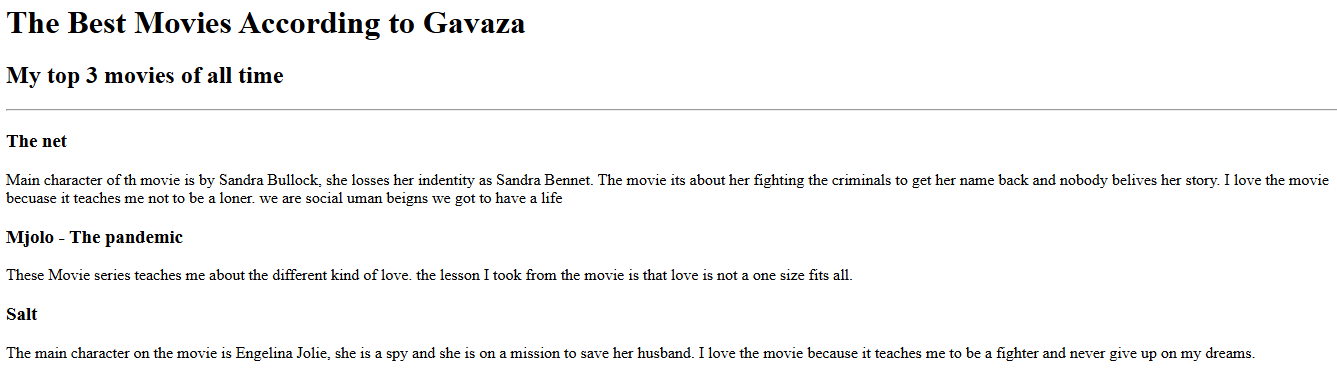 The Best Movies According to Gavaza
My top 3 movies of all time
The net
Main character of th movie is by Sandra Bullock, she losses her indentity as Sandra Bennet. The movie its about her fighting the criminals to get her name back and nobody belives her story. I love the movie
becuase it teaches me not to be a loner. we are social uman beigns we got to have a life
Mjolo - The pandemic
These Movie series teaches me about the different kind of love. the lesson I took from the movie is that love is not a one size fits all.
Salt
The main character on the movie is Engelina Jolie, she is a spy and she is on a mission to save her husband. I love the movie because it teaches me to be a fighter and never give up on my dreams.